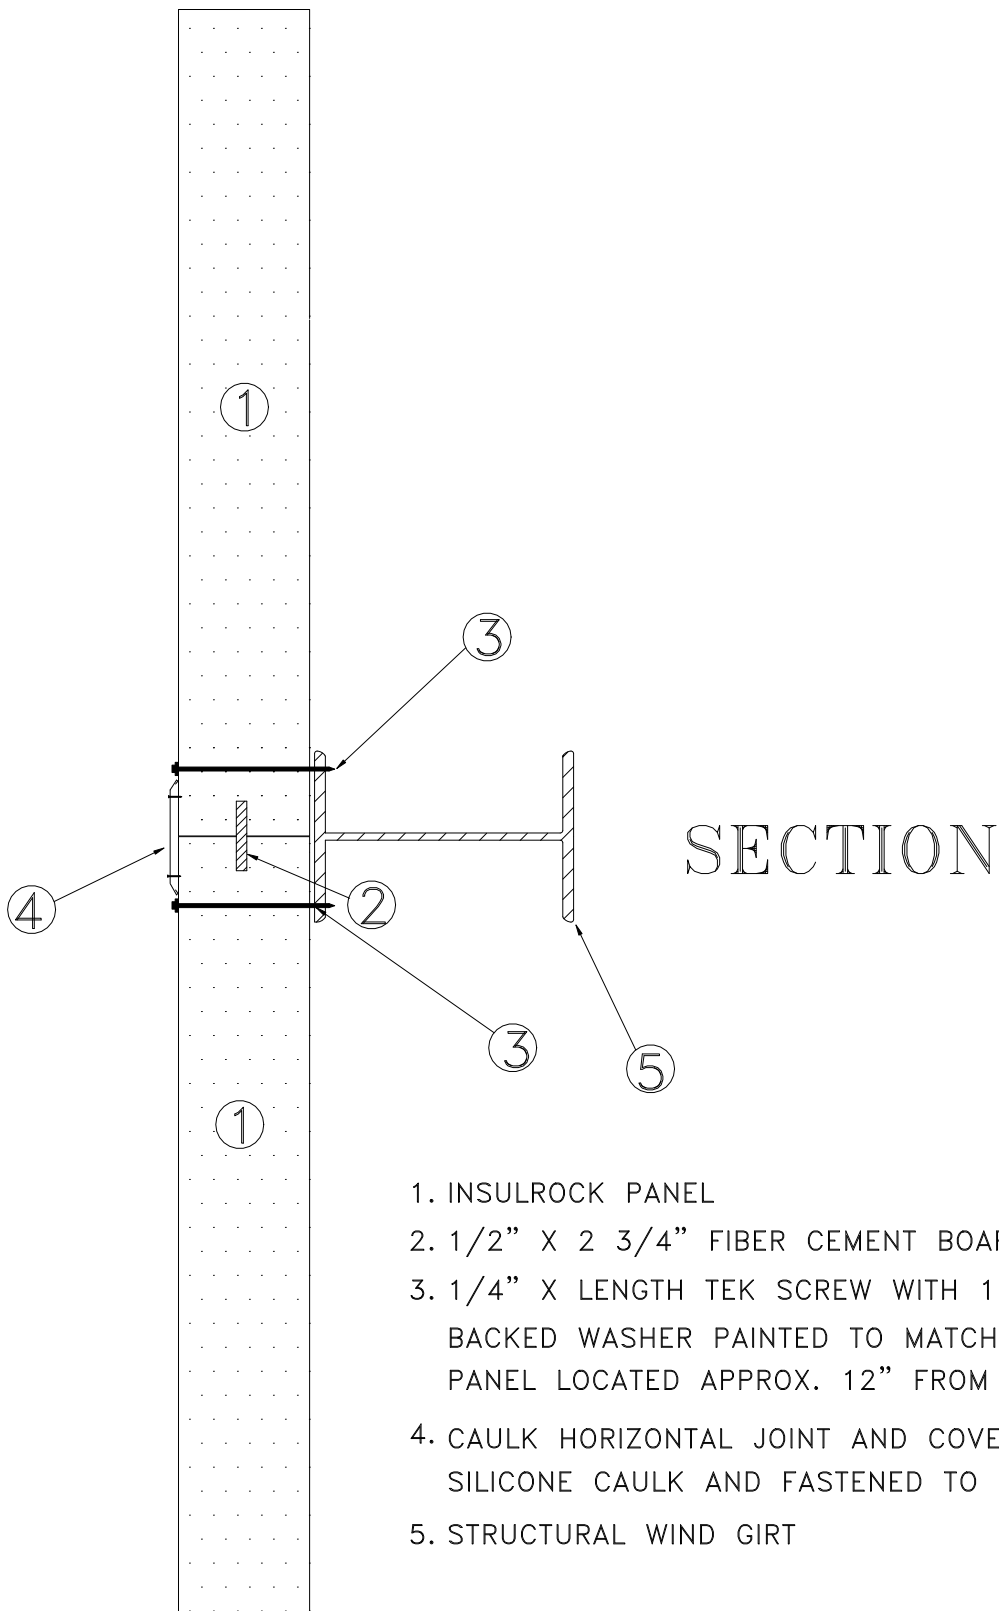 1
3
SECTION
4
2
3
5
1
1. INSULROCK PANEL
2. 1/2” X 2 3/4” FIBER CEMENT
3. 1/4” X LENGTH TEK SCREW WITH 1
BACKED WASHER PAINTED TO MATCH
PANEL LOCATED APPROX. 12” FROM
4. CAULK HORIZONTAL JOINT AND
SILICONE CAULK AND FASTENED TO
5. STRUCTURAL WIND GIRT